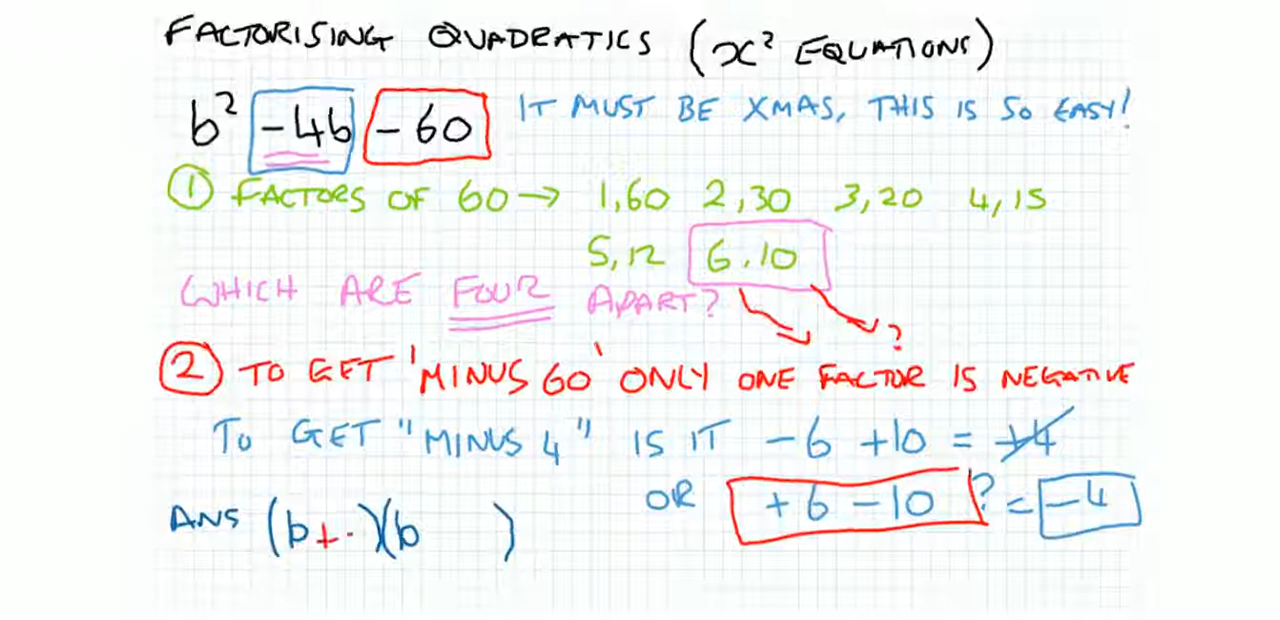 FACTORISING QUADRATICS (x² EQUATIONS)
b² -4b -60 IT MUST BE XMAS, THIS IS SO EASY!
① FACTORS OF 60 → 1,60 2,30 3,20 4,15
5,12 6.10
WHICH ARE FOUR APART?
?
② TO GET 'MINUS 60' ONLY ONE FACTOR IS NEGATIVE
TO GET "MINUS 4" IS IT -6 +10 = +4
OR +6 -10 ? = -4
ANS (b+ )(b )